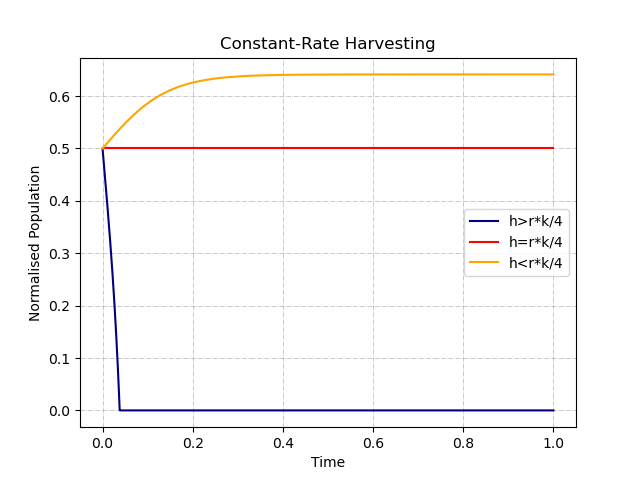 Constant-Rate Harvesting
Normalised Population
0.6
0.5
0.4
0.3
0.2
0.1
0.0
h>r*k/4
h=r*k/4
h<r*k/4
0.0 0.2 0.4 0.6 0.8 1.0
Time